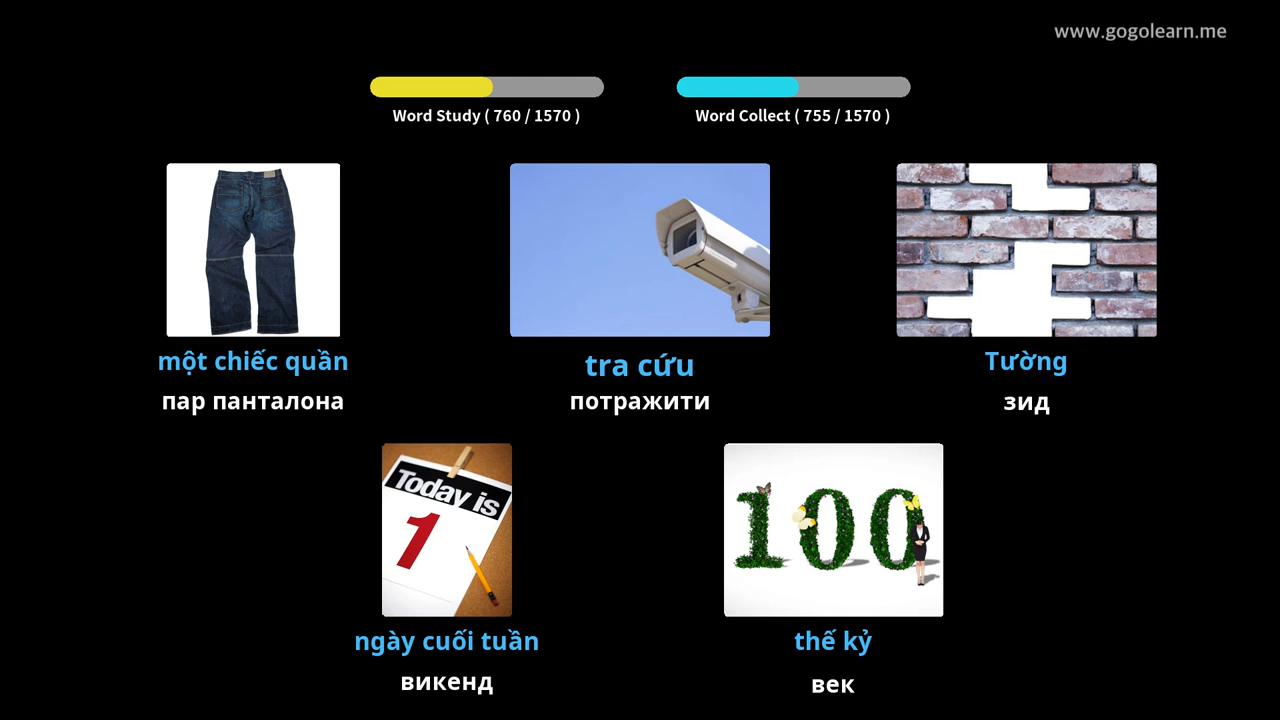 www.gogolearn.me
Word Study ( 760 / 1570 )
Word Collect ( 755 / 1570 )
một chiếc quần
пар панталона
tra cứu
потражити
Tường
зид
Today is
1
100
ngày cuối tuần
викенд
thế kỷ
век